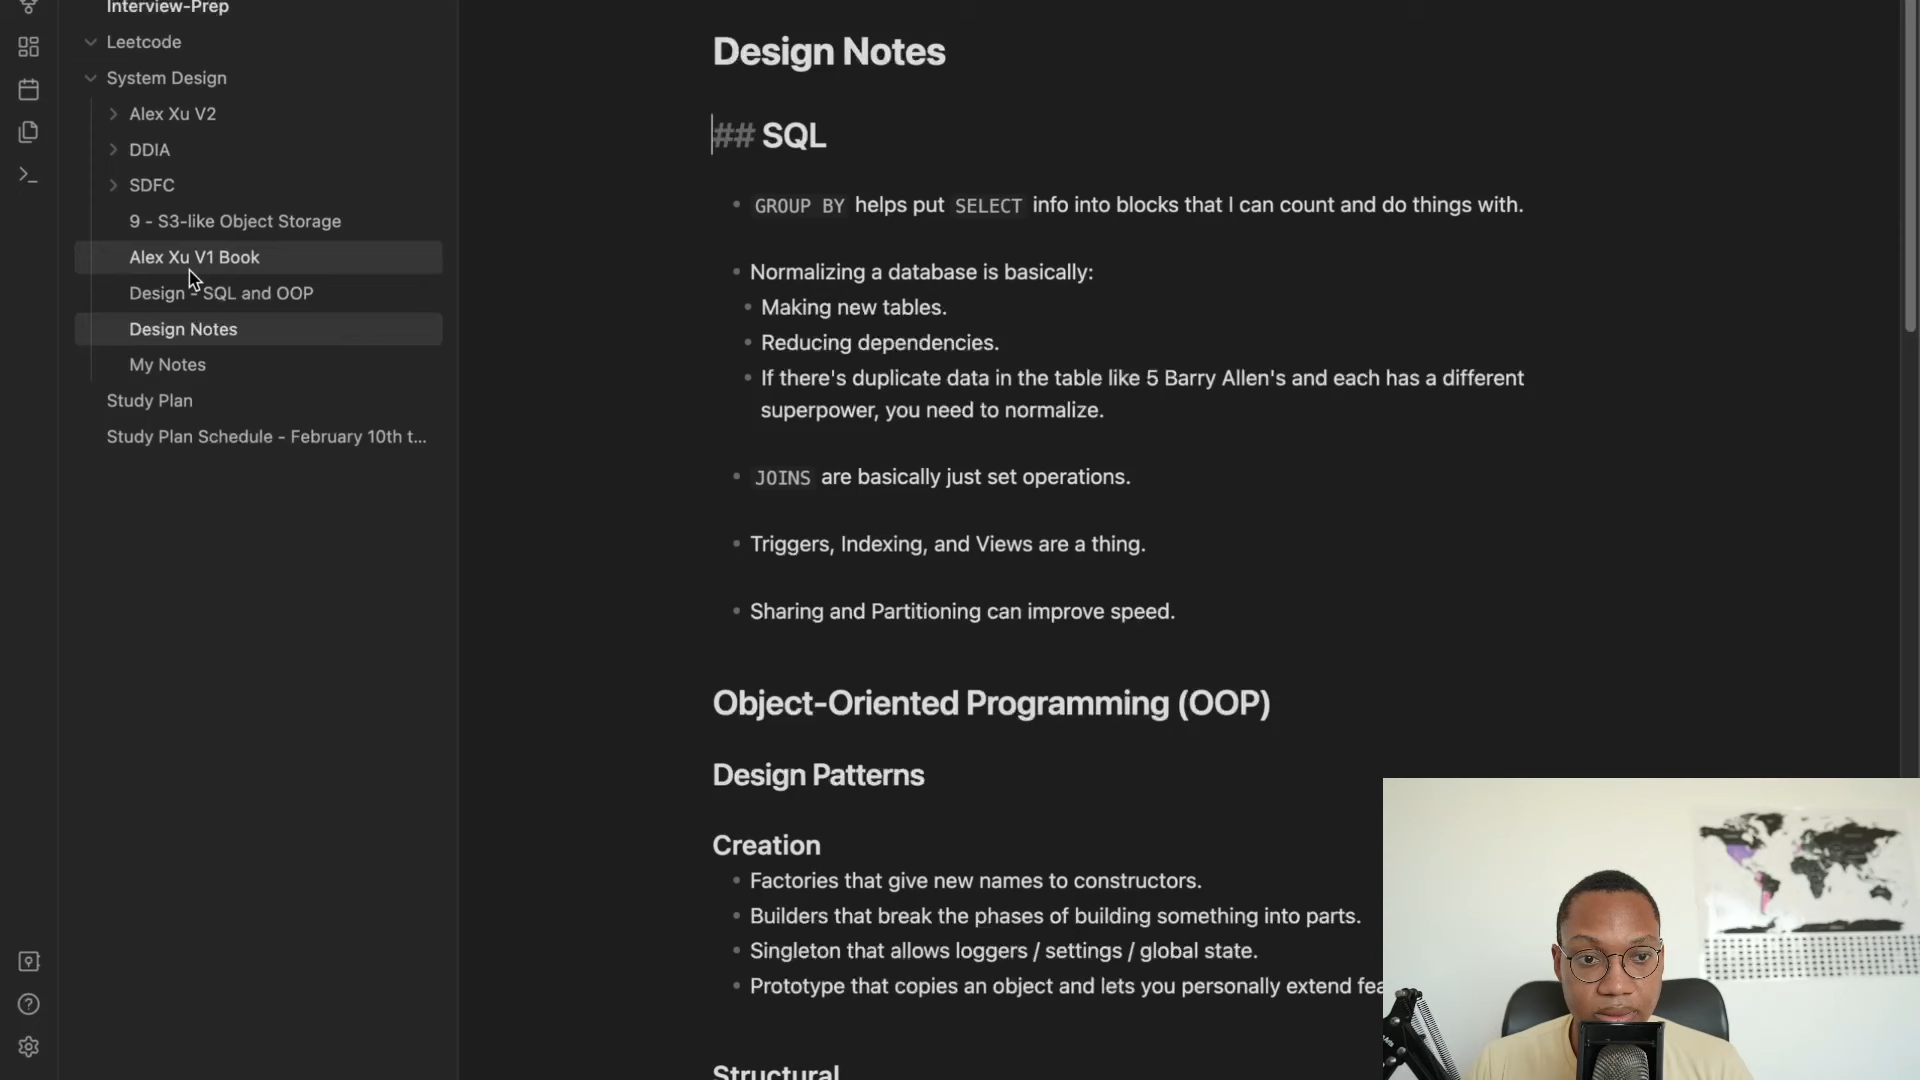 Interview-Prep
Leetcode
System Design
Alex Xu V2
DDIA
SDFC
9 - S3-like Object Storage
Alex Xu V1 Book
Design - SQL and OOP
Design Notes
My Notes
Study Plan
Study Plan Schedule - February 10th t...
Design Notes
## SQL
GROUP BY helps put SELECT info into blocks that I can count and do things with.
Normalizing a database is basically:
Making new tables.
Reducing dependencies.
If there's duplicate data in the table like 5 Barry Allen's and each has a different
superpower, you need to normalize.
JOINS are basically just set operations.
Triggers, Indexing, and Views are a thing.
Sharing and Partitioning can improve speed.
Object-Oriented Programming (OOP)
Design Patterns
Creation
Factories that give new names to constructors.
Builders that break the phases of building something into parts.
Singleton that allows loggers / settings / global state.
Prototype that copies an object and lets you personally extend fea
Structural